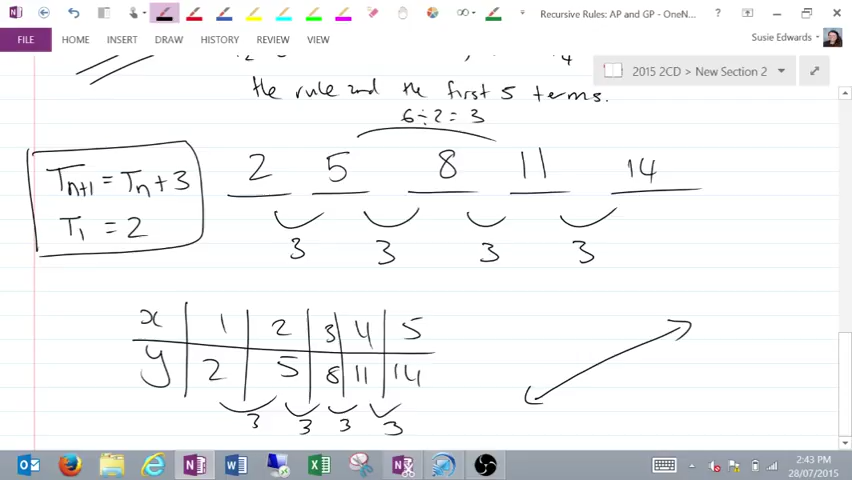 Recursive Rules: AP and GP - OneN...
Susie Edwards
FILE HOME INSERT DRAW HISTORY REVIEW VIEW
2015 2CD > New Section 2
the rule and the first 5 terms.
6÷2=3
Tn+1 = Tn + 3
T1 = 2
2 5 8 11 14
3 3 3 3
x 1 2 3 4 5
y 2 5 8 11 14
3 3 3 3
2:43 PM
28/07/2015